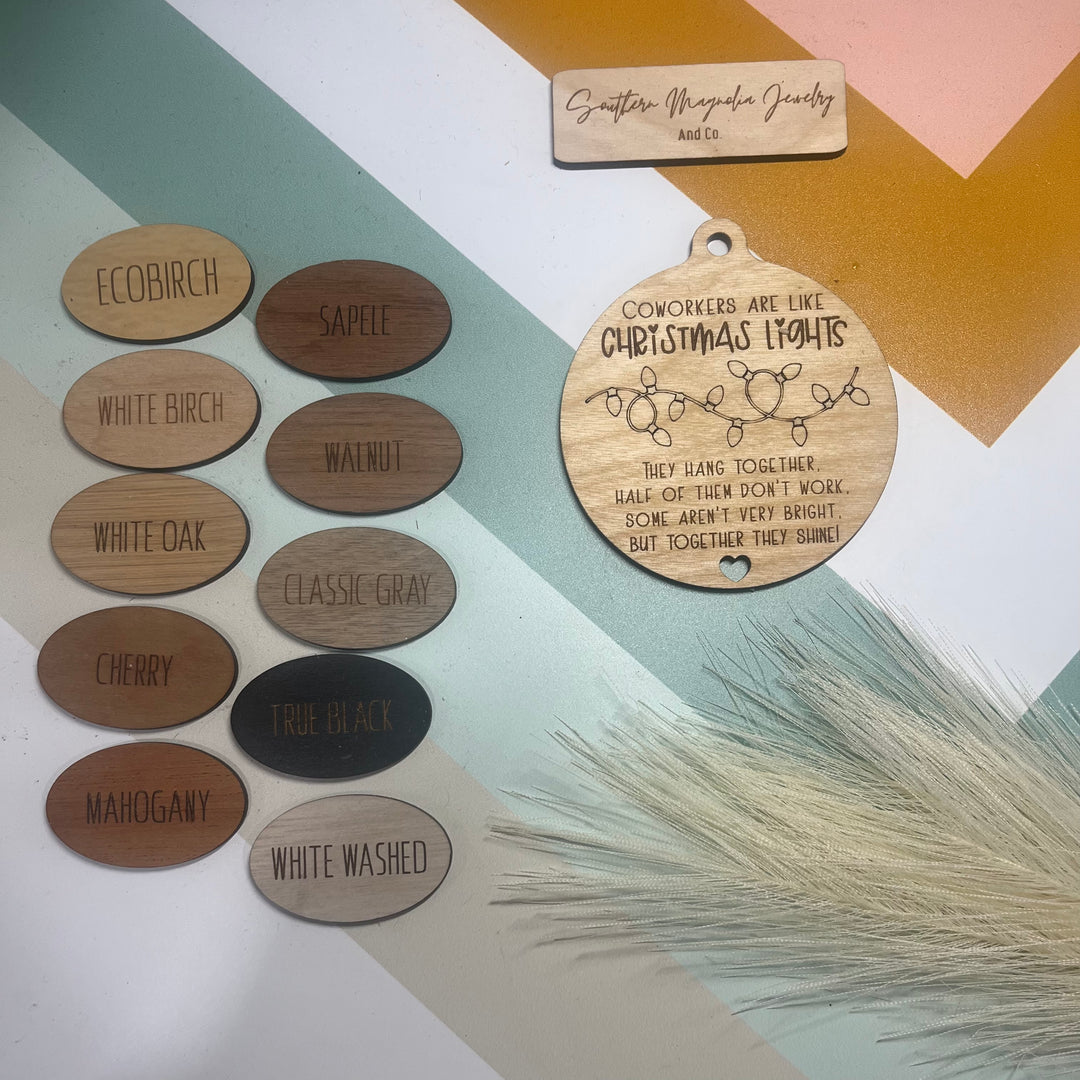 Southern Magnolia Jewelry
And Co.
COWORKERS ARE LIKE
CHRISTMAS LIGHTS
THEY HANG TOGETHER,
HALF OF THEM DON'T WORK,
SOME AREN'T VERY BRIGHT,
BUT TOGETHER THEY SHINE!
ECOBIRCH
WHITE BIRCH
WHITE OAK
CHERRY
MAHOGANY
SAPELE
WALNUT
CLASSIC GRAY
TRUE BLACK
WHITE WASHED